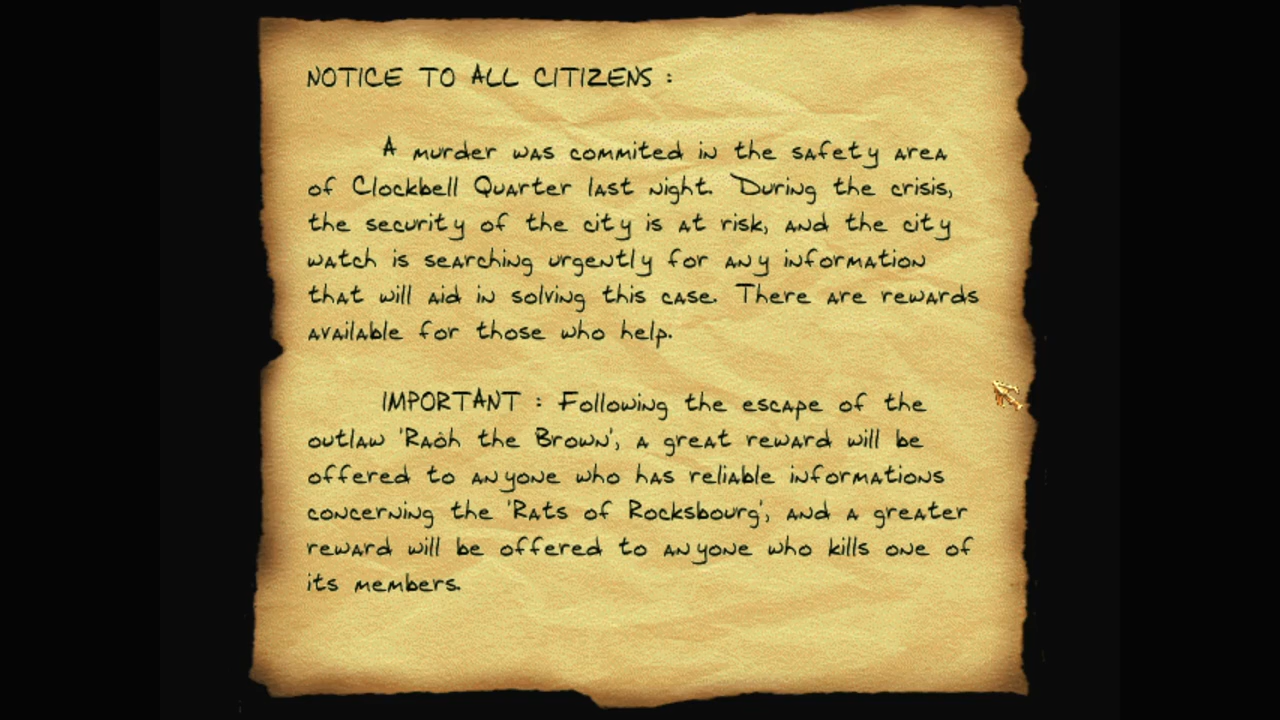 NOTICE TO ALL CITIZENS :
A murder was commited in the safety area
of Clockbell Quarter last night. During the crisis,
the security of the city is at risk, and the city
watch is searching urgently for any information
that will aid in solving this case. There are rewards
available for those who help.
IMPORTANT : Following the escape of the
outlaw 'Raôh the Brown', a great reward will be
offered to anyone who has reliable informations
concerning the 'Rats of Rocksbourg', and a greater
reward will be offered to anyone who kills one of
its members.